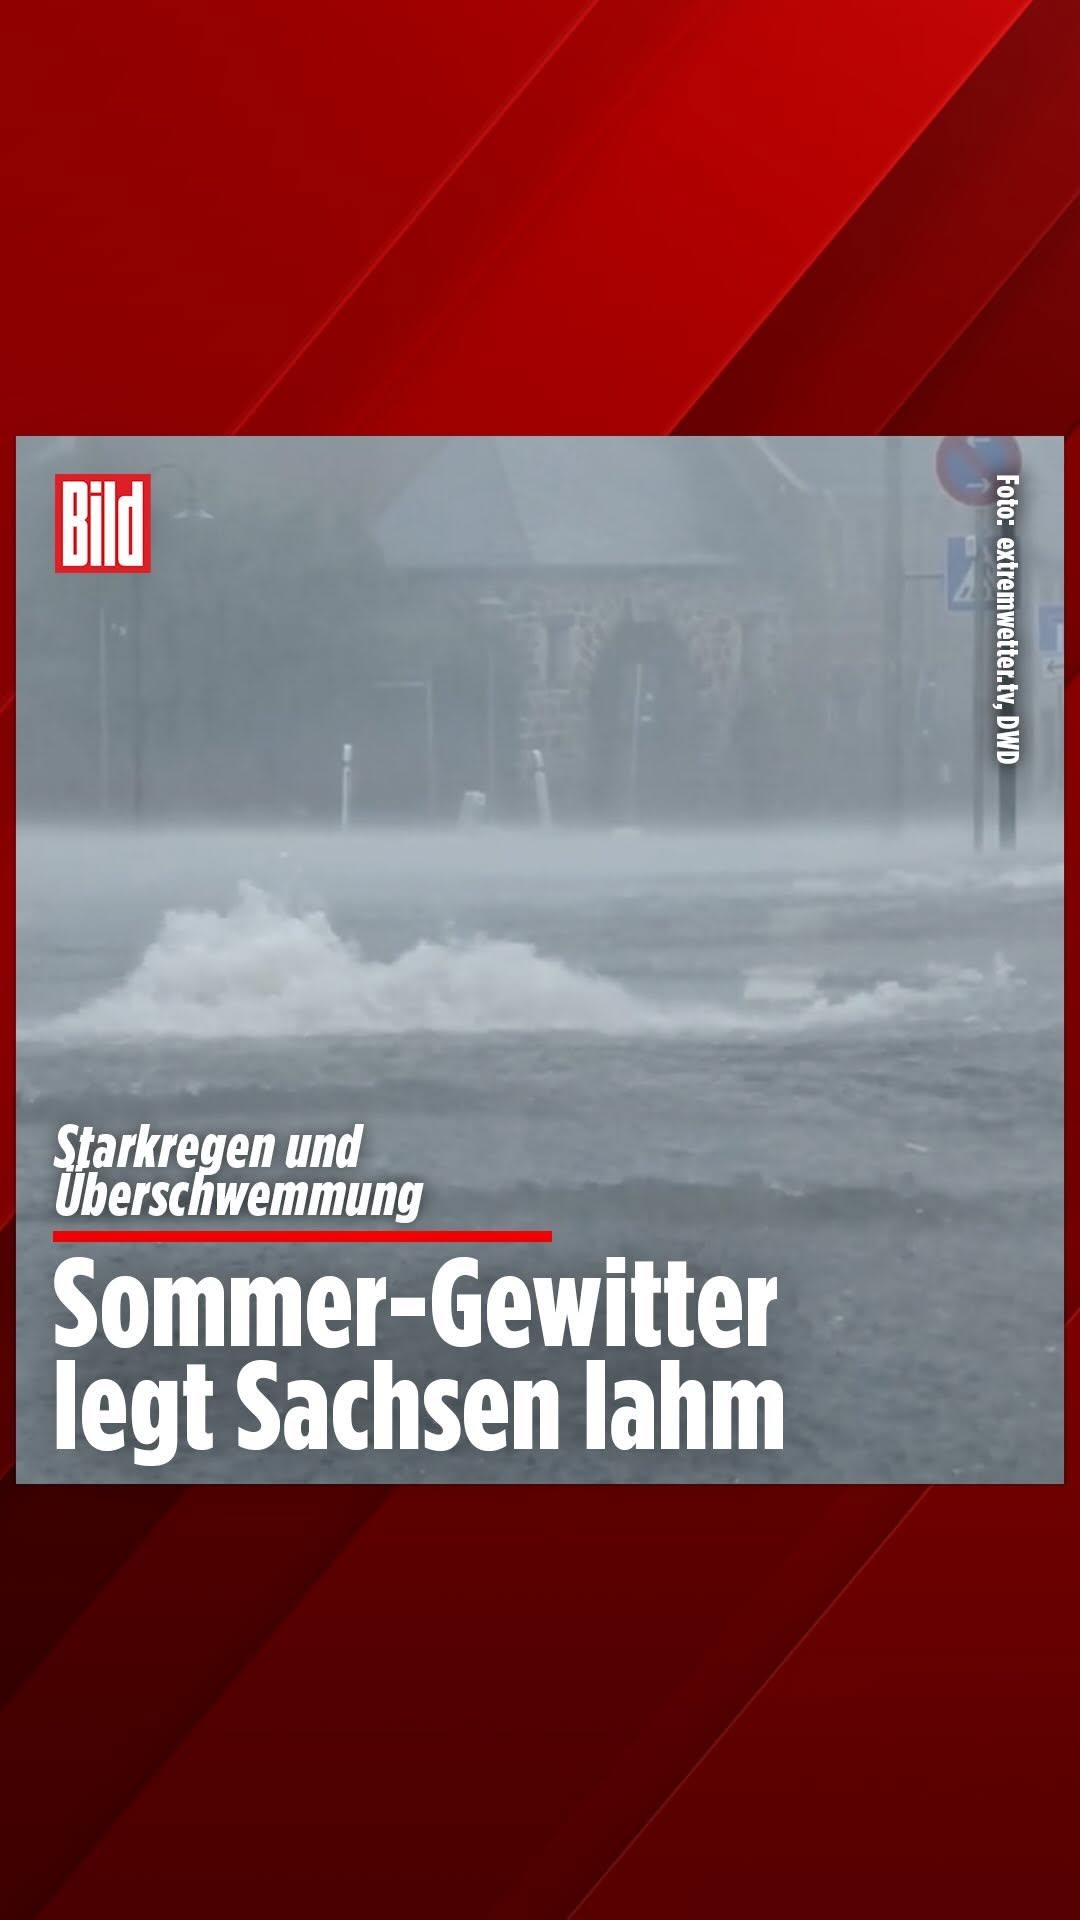 Bild
Foto: extremwetter.tv, DWD
Starkregen und
Überschwemmung
Sommer-Gewitter
legt Sachsen lahm